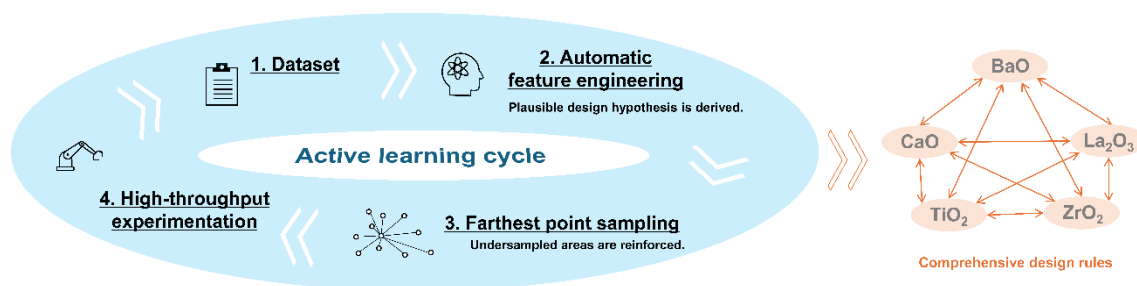 1. Dataset
2. Automatic
feature engineering
Plausible design hypothesis is derived.
Active learning cycle
4. High-throughput
experimentation
3. Farthest point sampling
Undersampled areas are reinforced.
BaO
CaO
La₂O₃
TiO₂
ZrO₂
Comprehensive design rules